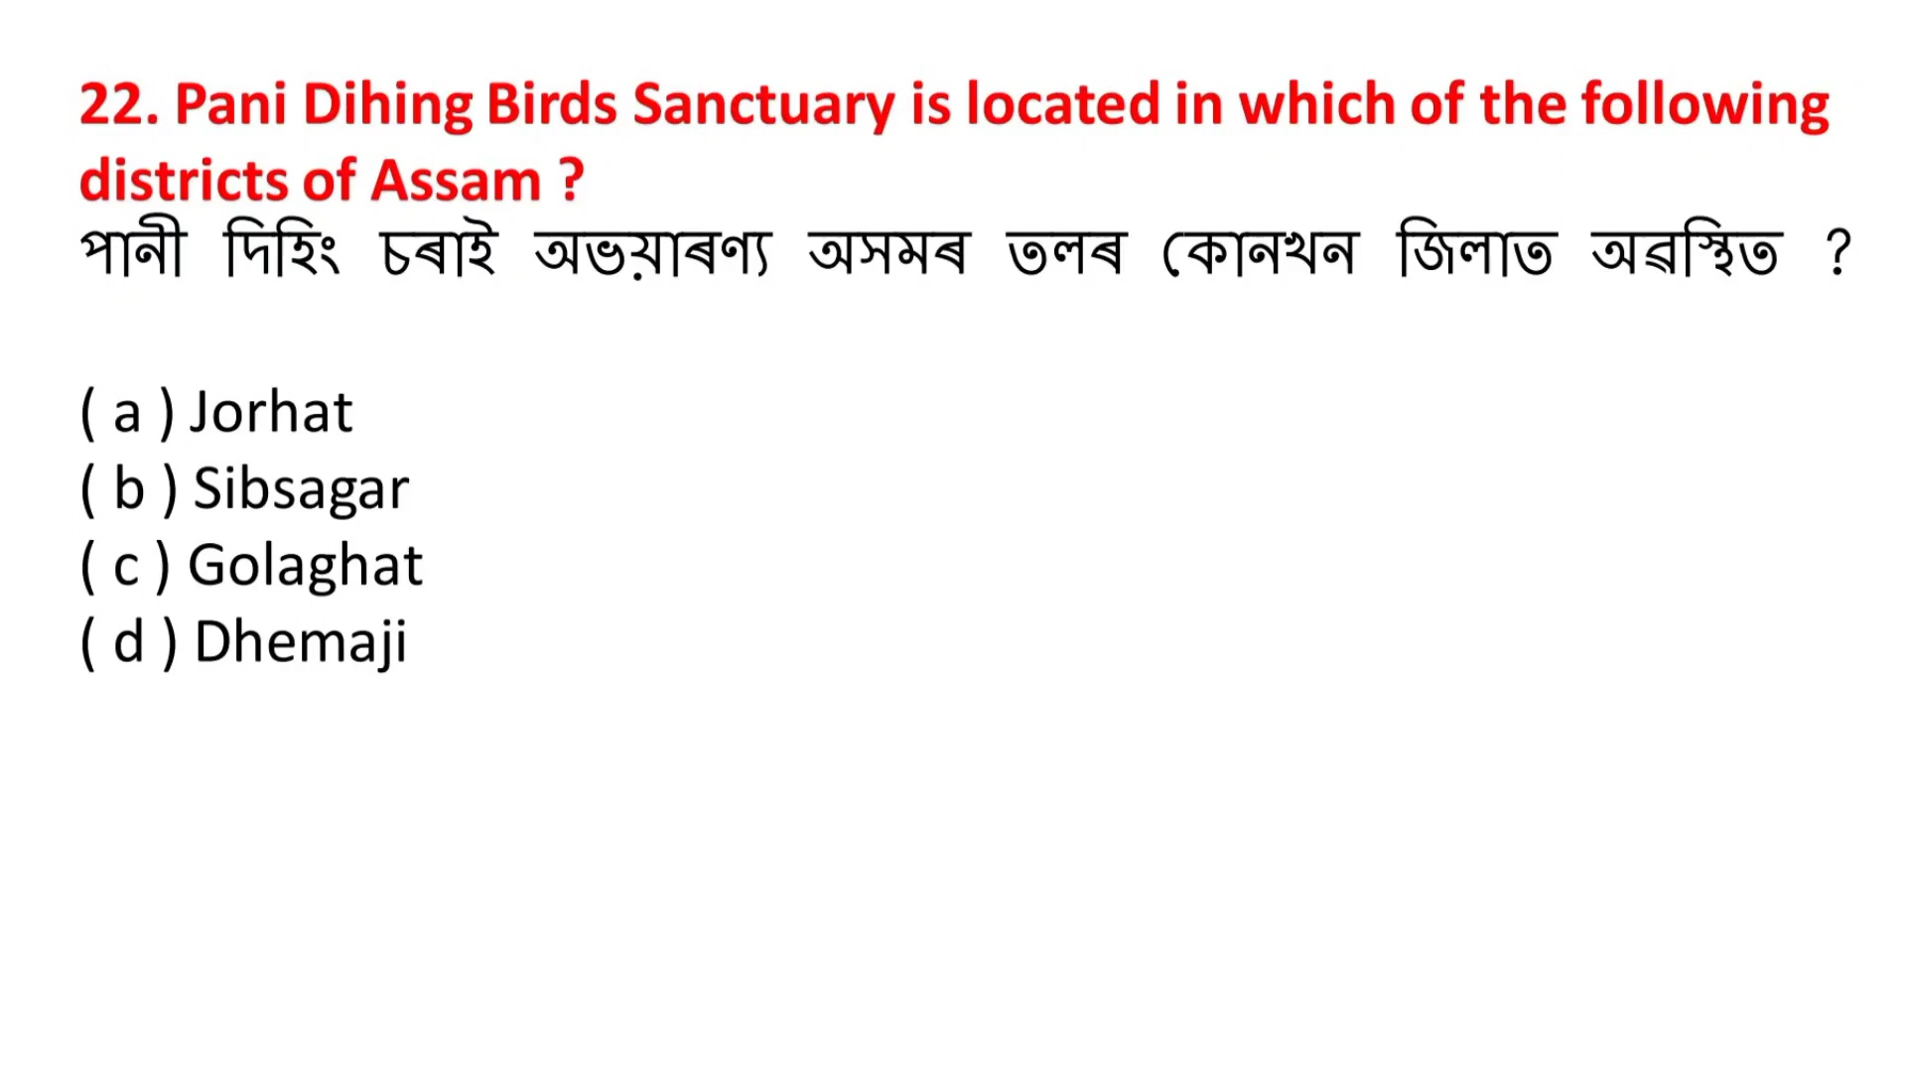 22. Pani Dihing Birds Sanctuary is located in which of the following
districts of Assam ?
পানী দিহিং চৰাই অভয়াৰণ্য অসমৰ তলৰ কোনখন জিলাত অৱস্থিত ?
( a ) Jorhat
( b ) Sibsagar
( c ) Golaghat
( d ) Dhemaji